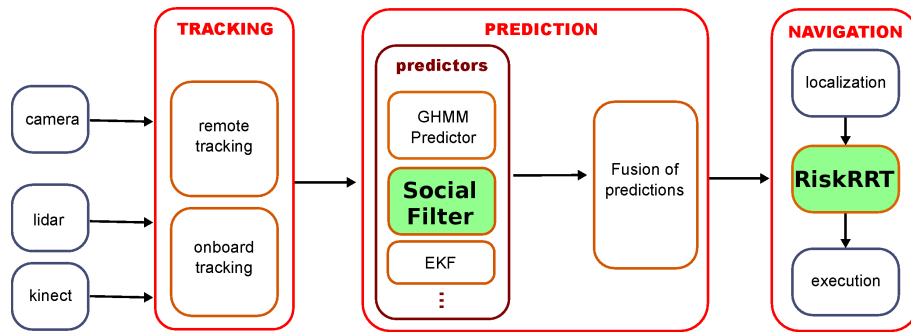 TRACKING
PREDICTION
NAVIGATION
predictors
camera
lidar
kinect
remote
tracking
onboard
tracking
GHMM
Predictor
Social
Filter
EKF
Fusion of
predictions
localization
RiskRRT
execution